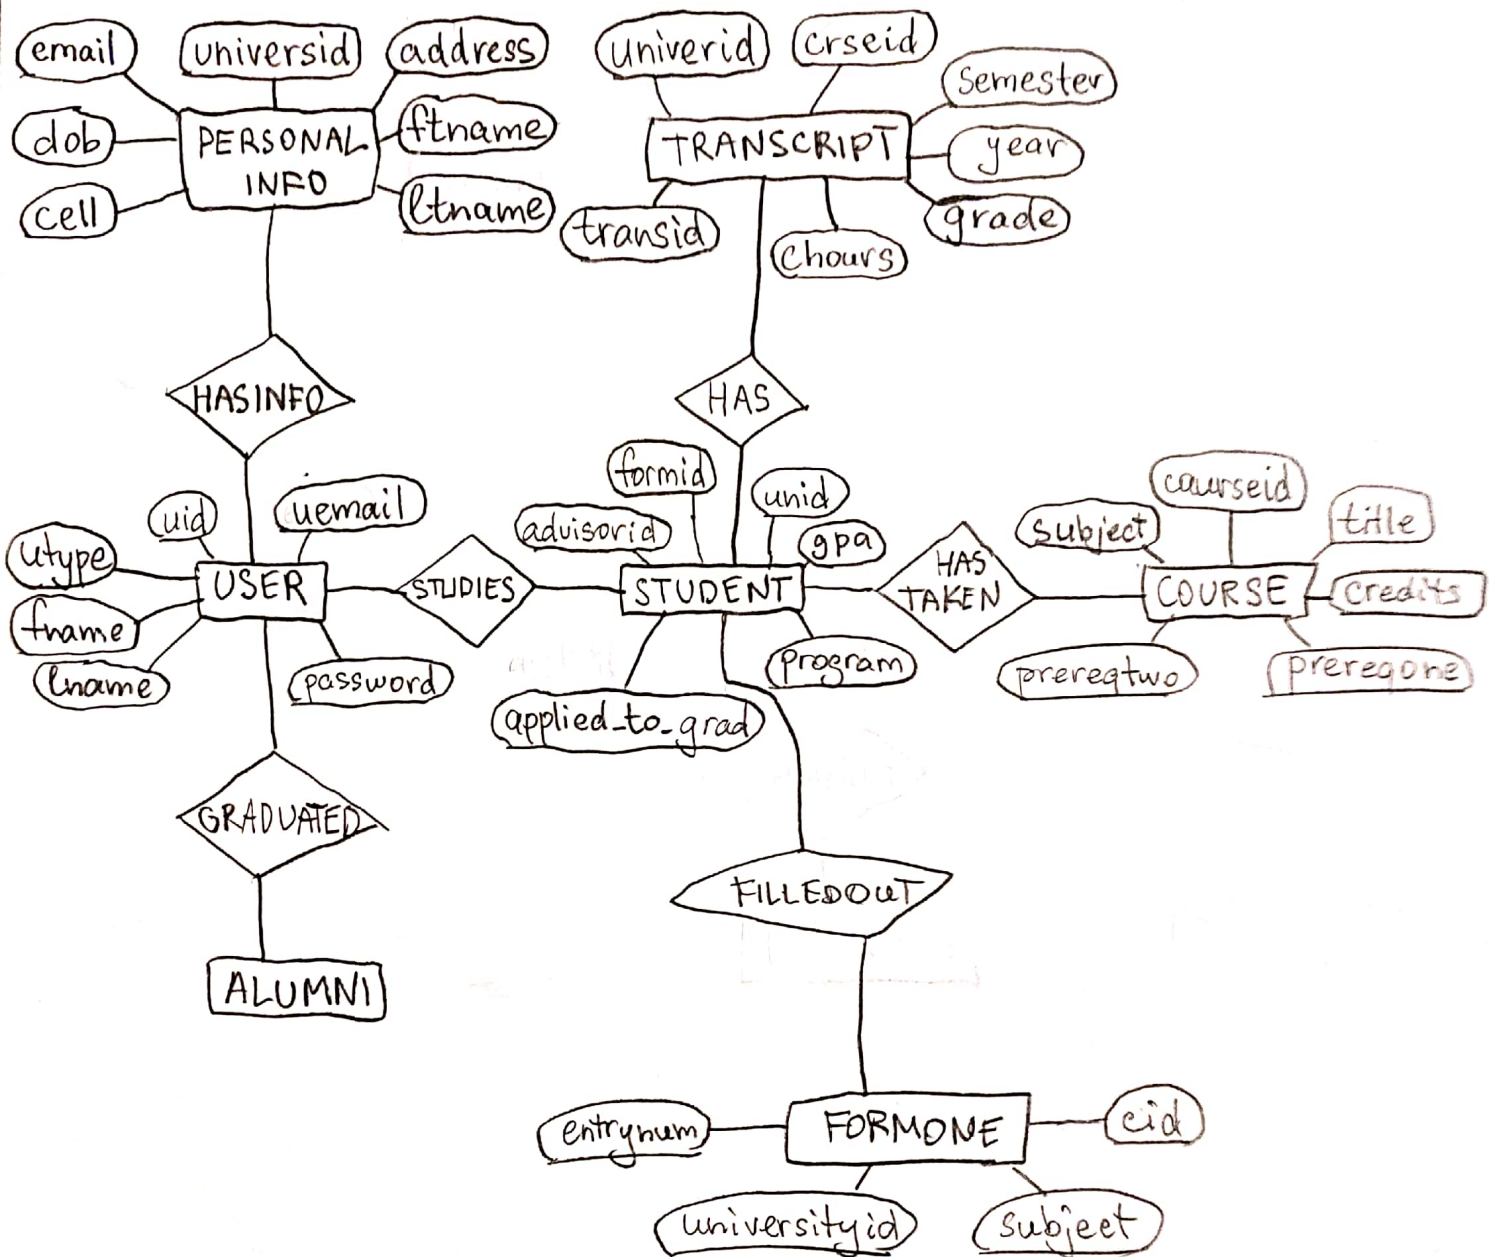 email
universid
address
univerid
crseid
semester
dob
PERSONAL
INFO
ftname
TRANSCRIPT
year
cell
ltname
transid
chours
grade
HASINFO
HAS
formid
unid
courseid
uid
uemail
advisorid
gpa
subject
title
utype
USER
STUDIES
STUDENT
HAS
TAKEN
COURSE
credits
fname
lname
password
program
prereqtwo
prereqone
applied_to_grad
GRADUATED
FILLEDOUT
ALUMNI
entrynum
FORMONE
cid
universityid
subject